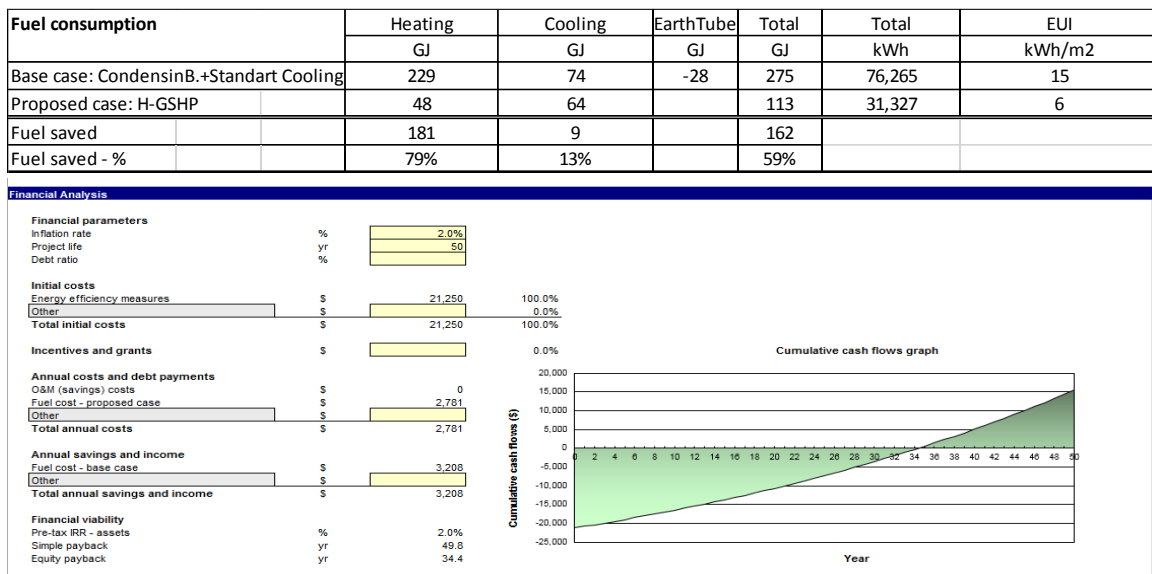 Fuel consumption Heating Cooling EarthTube Total Total EUI
GJ GJ GJ GJ kWh kWh/m2
Base case: CondensinB.+Standart Cooling 229 74 -28 275 76,265 15
Proposed case: H-GSHP 48 64 113 31,327 6
Fuel saved 181 9 162
Fuel saved - % 79% 13% 59%
Financial Analysis
Financial parameters
Inflation rate % 2.0%
Project life yr 50
Debt ratio %
Initial costs
Energy efficiency measures $ 21,250 100.0%
Other $ 0.0%
Total initial costs $ 21,250 100.0%
Incentives and grants $ 0.0%
Annual costs and debt payments
O&M (savings) costs $ 0
Fuel cost - proposed case $ 2,781
Other $
Total annual costs $ 2,781
Annual savings and income
Fuel cost - base case $ 3,208
Other $
Total annual savings and income $ 3,208
Financial viability
Pre-tax IRR - assets % 2.0%
Simple payback yr 49.8
Equity payback yr 34.4
Cumulative cash flows graph
Cumulative cash flows ($)
20,000
15,000
10,000
5,000
0
-5,000
-10,000
-15,000
-20,000
-25,000
0 2 4 6 8 10 12 14 16 18 20 22 24 26 28 30 32 34 36 38 40 42 44 46 48 50
Year